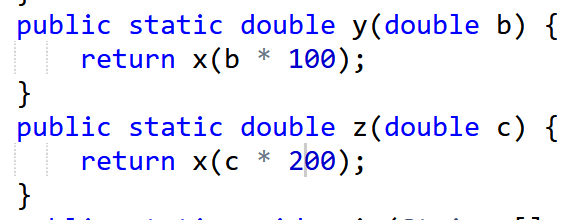 public static double y(double b) {
    return x(b * 100);
}
public static double z(double c) {
    return x(c * 200);
}